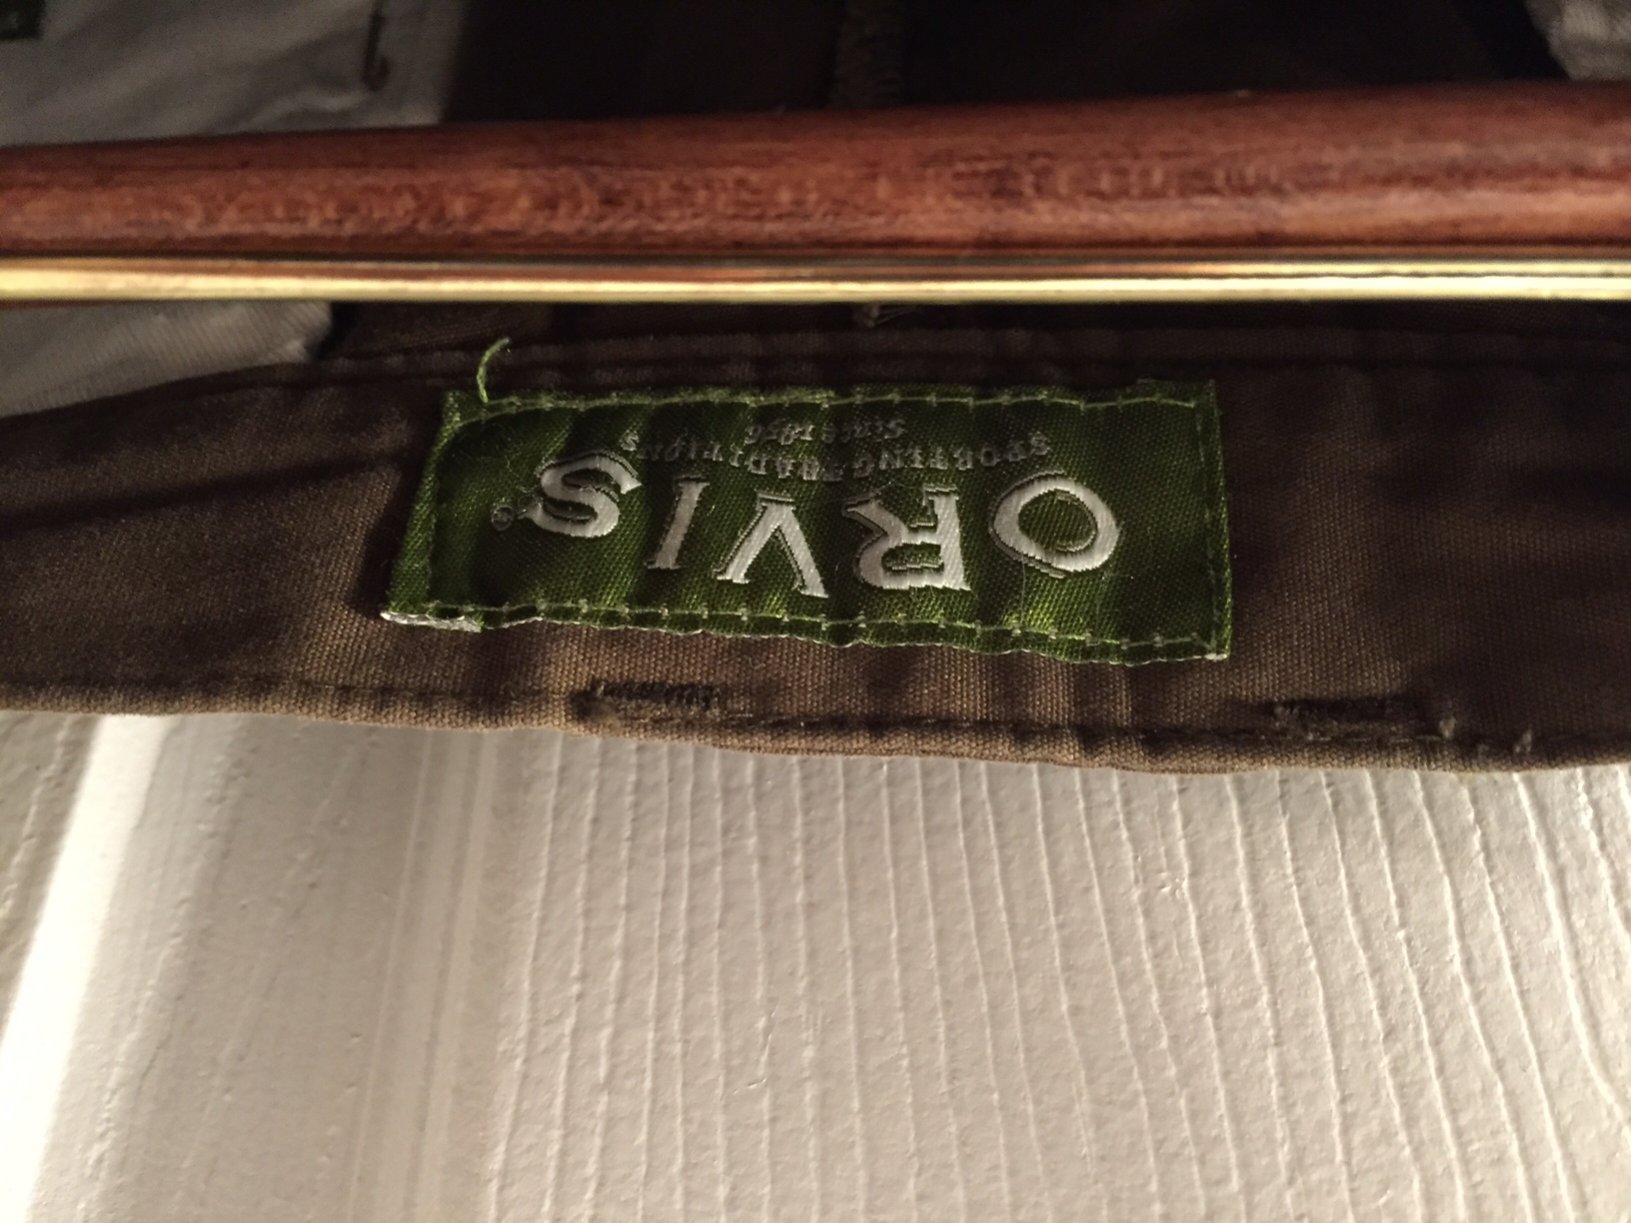 ORVIS®
SPORTING TRADITIONS
Since 1856